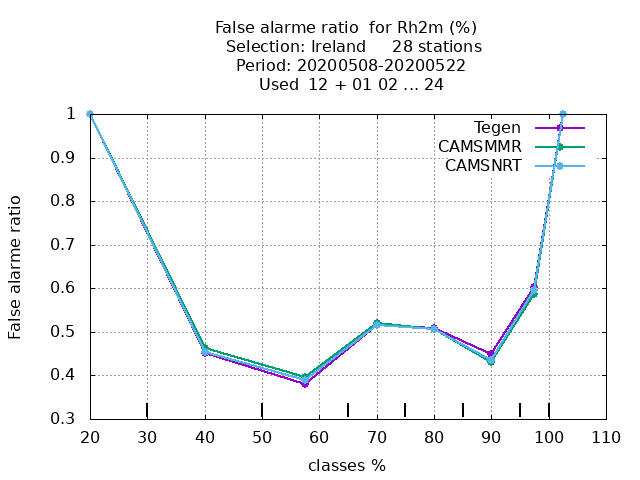 False alarme ratio  for Rh2m (%)
Selection: Ireland     28 stations
Period: 20200508-20200522
Used  12 + 01 02 ... 24
Tegen
CAMSMMR
CAMSNRT
False alarme ratio
1
0.9
0.8
0.7
0.6
0.5
0.4
0.3
20 30 40 50 60 70 80 90 100 110
classes %